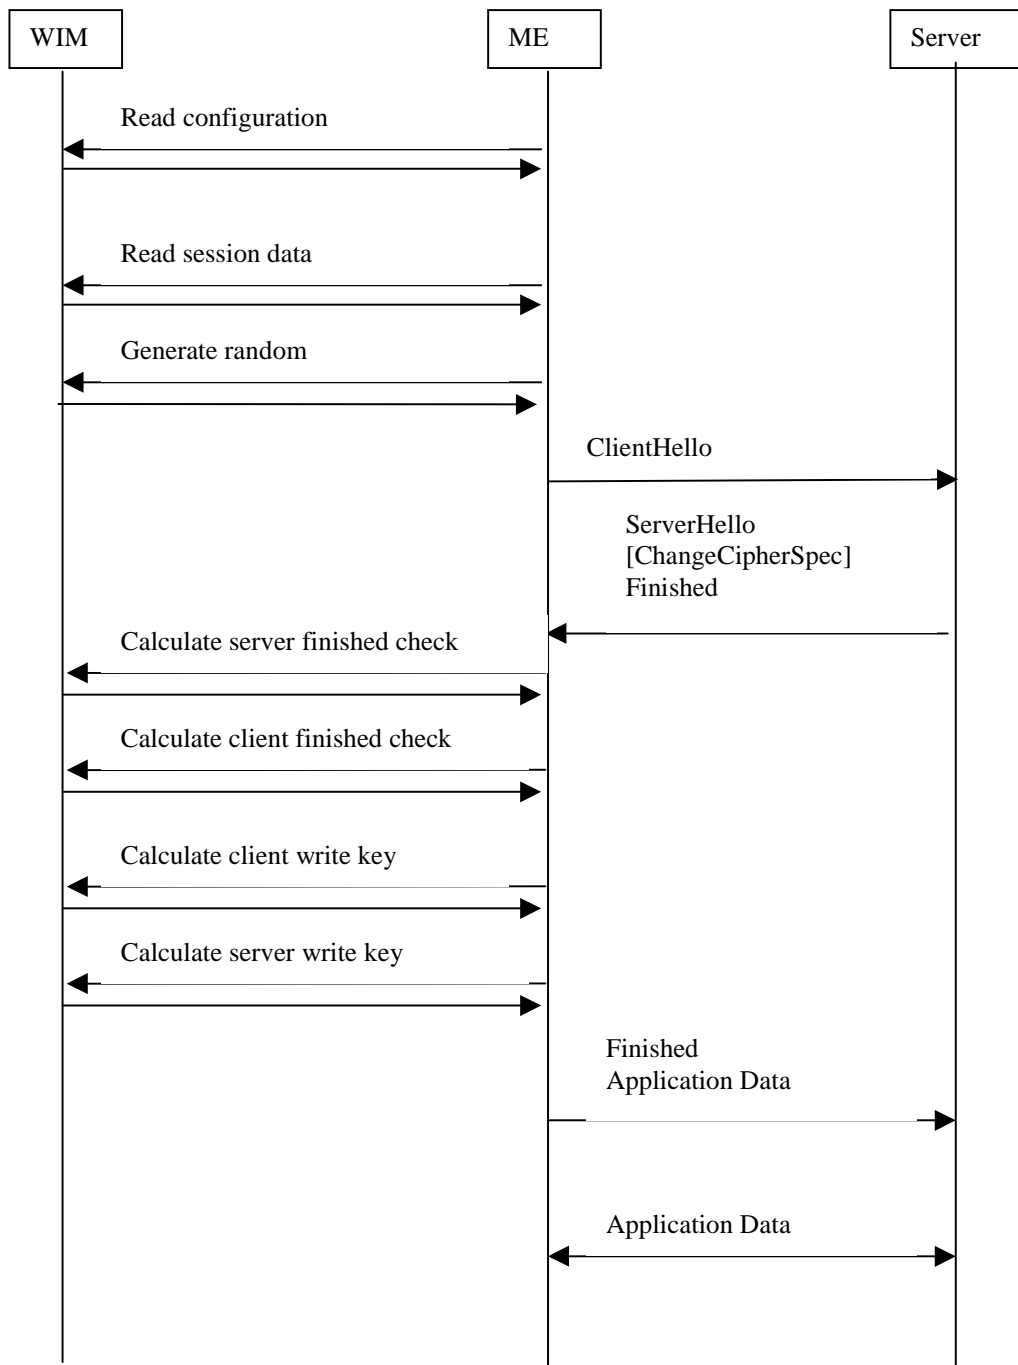 WIM
ME
Server
Read configuration
Read session data
Generate random
ClientHello
ServerHello
[ChangeCipherSpec]
Finished
Calculate server finished check
Calculate client finished check
Calculate client write key
Calculate server write key
Finished
Application Data
Application Data